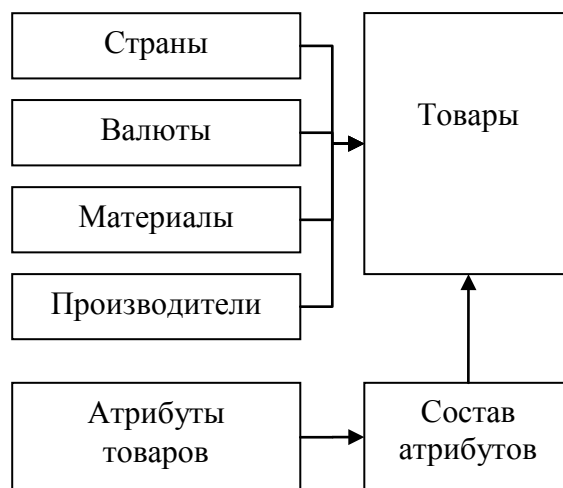 Страны
Валюты
Материалы
Производители
Товары
Атрибуты
товаров
Состав
атрибутов